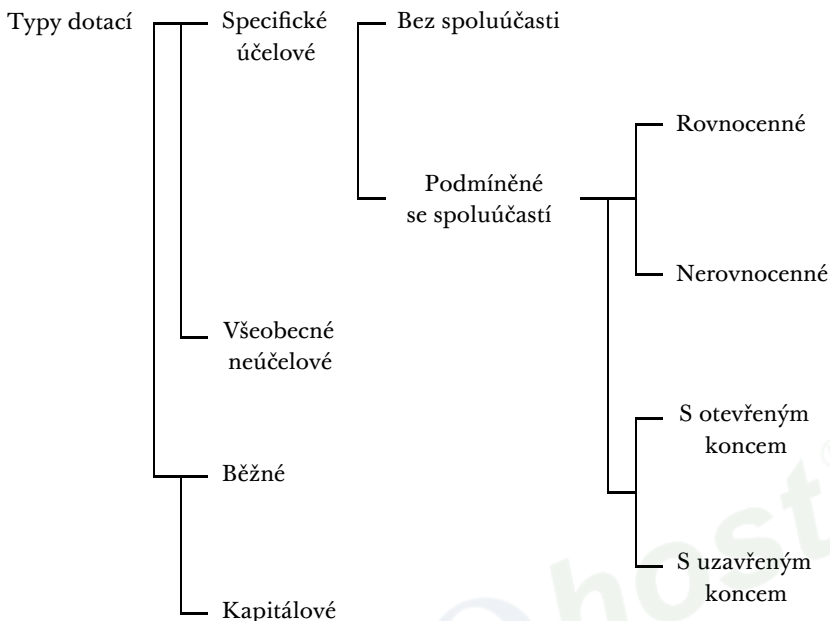 Typy dotací
Specifické
účelové
Bez spoluúčasti
Rovnocenné
Podmíněné
se spoluúčastí
Nerovnocenné
Všeobecné
neúčelové
S otevřeným
koncem
Běžné
S uzavřeným
koncem
Kapitálové
host